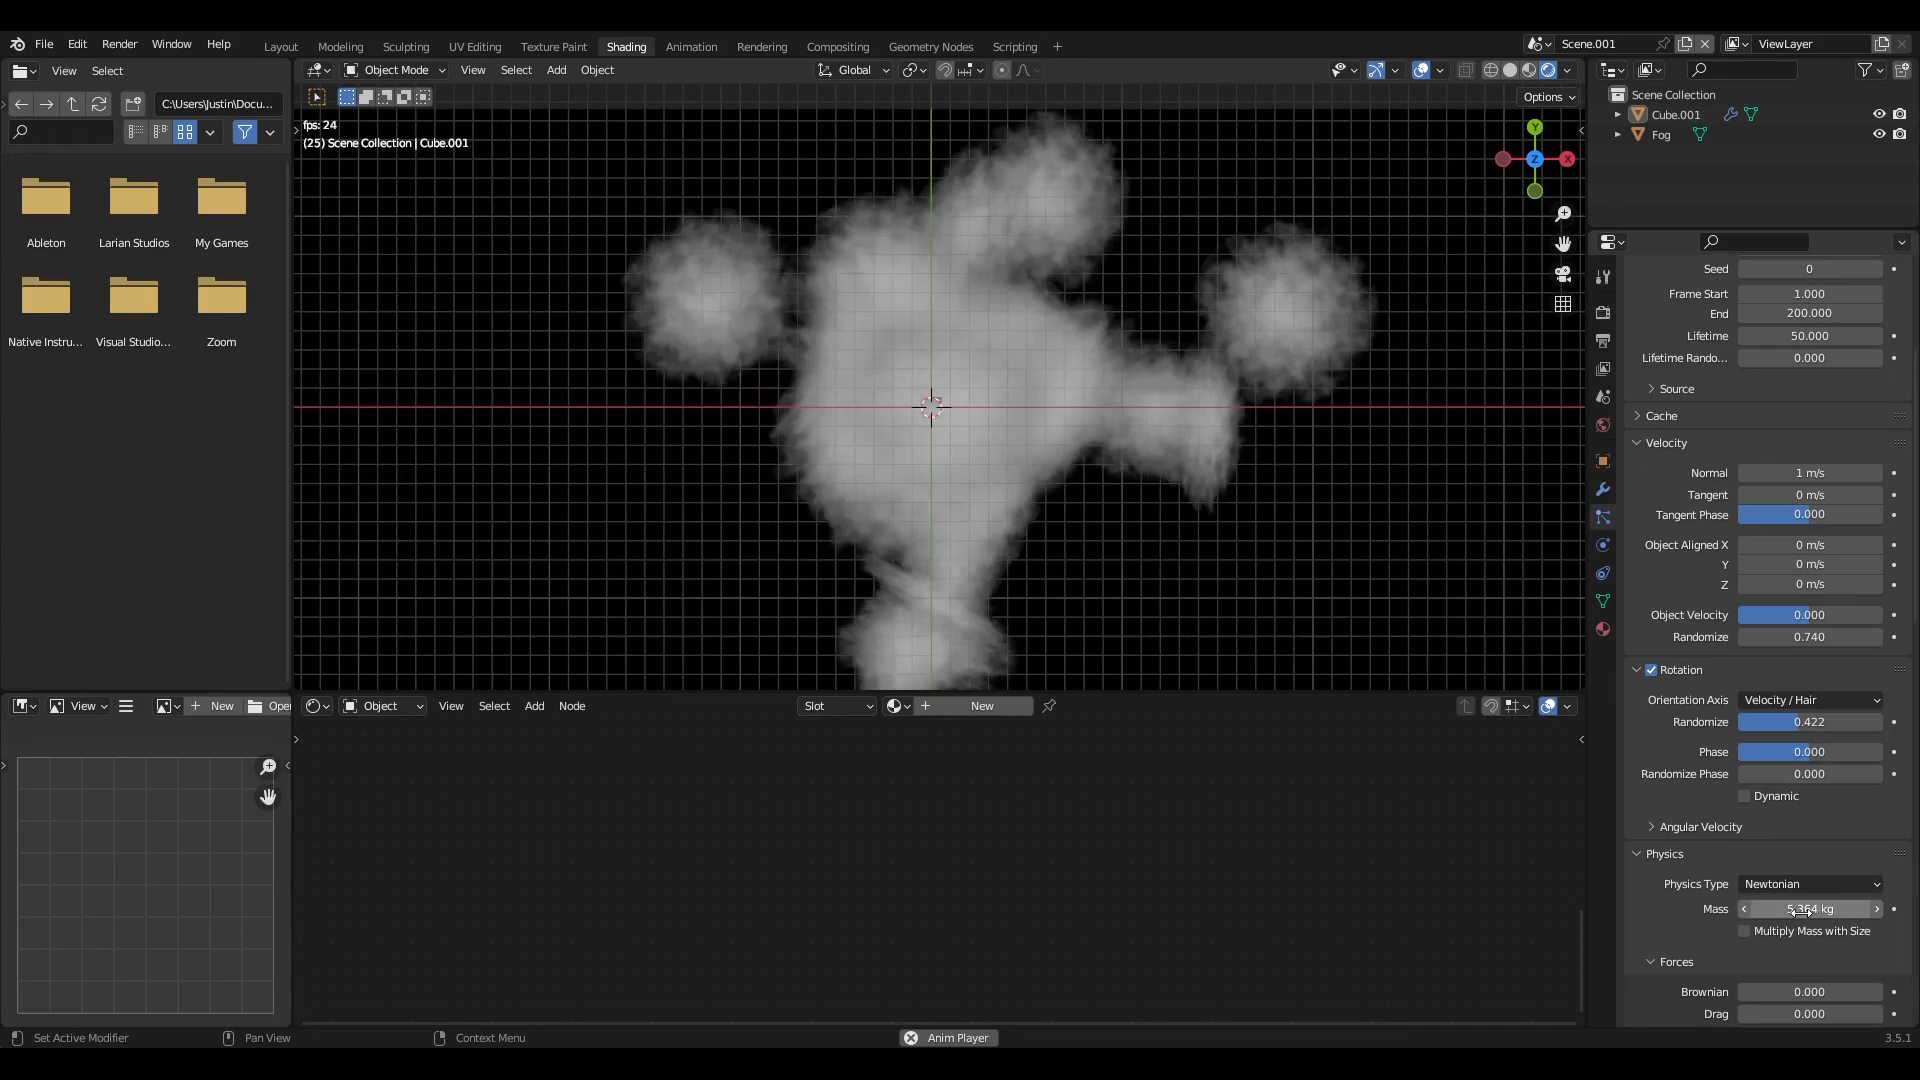 File Edit Render Window Help
Layout Modeling Sculpting UV Editing Texture Paint Shading Animation Rendering Compositing Geometry Nodes Scripting +
Scene.001
ViewLayer
View Select
Object Mode View Select Add Object
Global
C:\Users\Justin\Docu...
Options
Scene Collection
Cube.001
Fog
fps: 24
(25) Scene Collection | Cube.001
Y
Z
X
Ableton Larian Studios My Games
Native Instru... Visual Studio... Zoom
Seed 0
Frame Start 1.000
End 200.000
Lifetime 50.000
Lifetime Rando... 0.000
Source
Cache
Velocity
Normal 1 m/s
Tangent 0 m/s
Tangent Phase 0.000
Object Aligned X 0 m/s
Y 0 m/s
Z 0 m/s
Object Velocity 0.000
Randomize 0.740
Rotation
Orientation Axis Velocity / Hair
Randomize 0.422
Phase 0.000
Randomize Phase 0.000
Dynamic
Angular Velocity
Physics
Physics Type Newtonian
Mass 5.364 kg
Multiply Mass with Size
Forces
Brownian 0.000
Drag 0.000
View + New Open
Object View Select Add Node
Slot
+ New
Set Active Modifier
Pan View
Context Menu
Anim Player
3.5.1